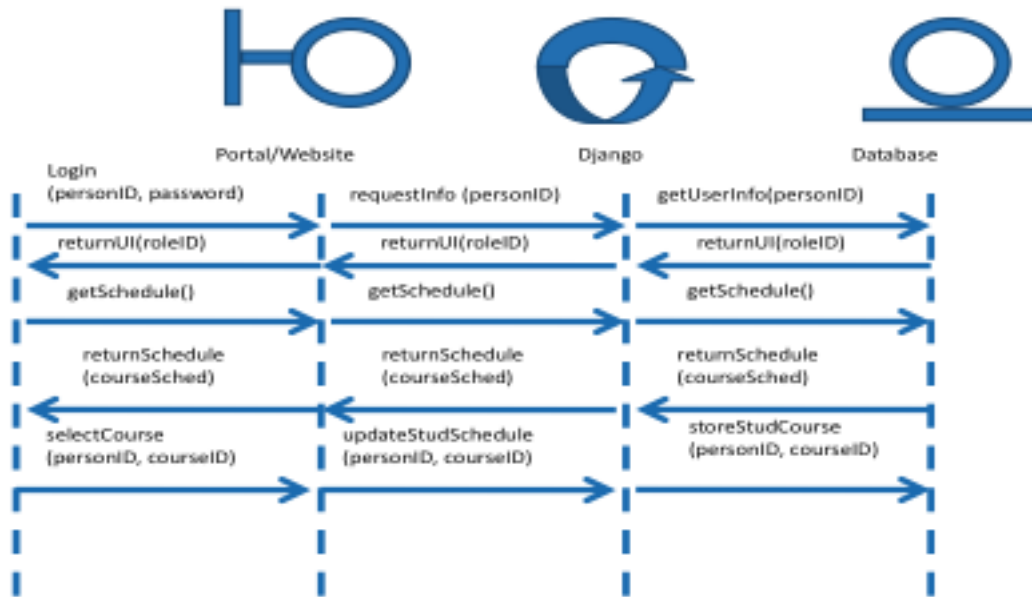 Portal/Website
Django
Database
Login
(personID, password)
requestInfo (personID)
getUserInfo(personID)
returnUI(roleID)
returnUI(roleID)
returnUI(roleID)
getSchedule()
getSchedule()
getSchedule()
returnSchedule
(courseSched)
returnSchedule
(courseSched)
returnSchedule
(courseSched)
selectCourse
(personID, courseID)
updateStudSchedule
(personID, courseID)
storeStudCourse
(personID, courseID)